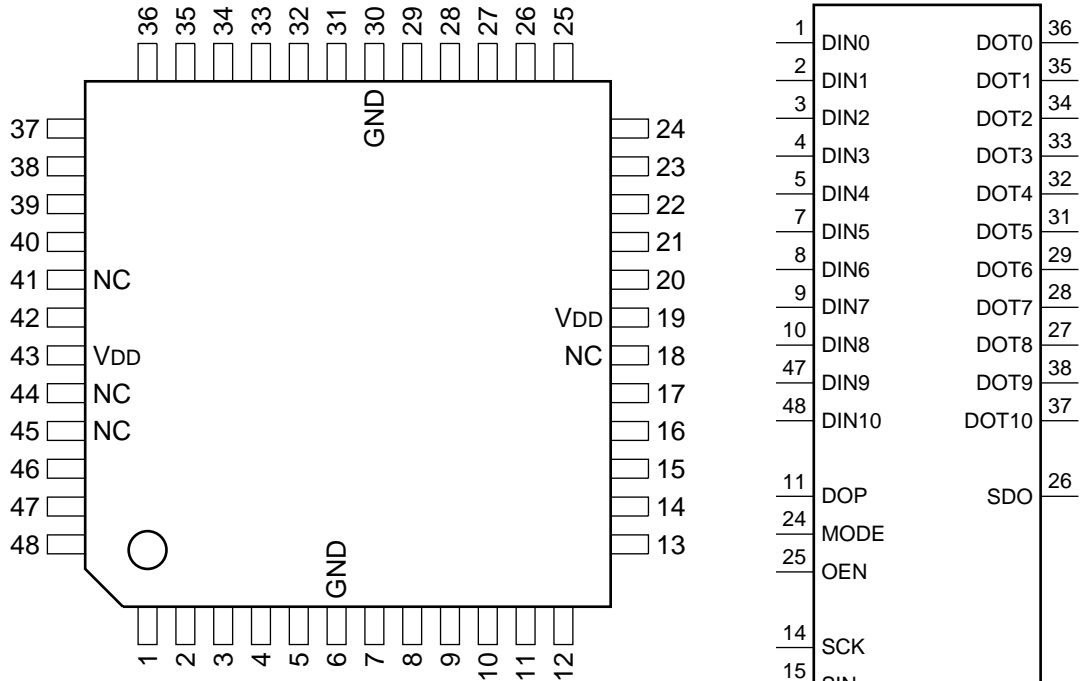 36 35 34 33 32 31 30 29 28 27 26 25
GND
37 24
38 23
39 22
40 21
41 NC 20
42 VDD 19
43 VDD NC 18
44 NC 17
45 NC 16
46 15
47 14
48 13
GND
1 2 3 4 5 6 7 8 9 10 11 12
1 DIN0 DOT0 36
2 DIN1 DOT1 35
3 DIN2 DOT2 34
4 DIN3 DOT3 33
5 DIN4 DOT4 32
7 DIN5 DOT5 31
8 DIN6 DOT6 29
9 DIN7 DOT7 28
10 DIN8 DOT8 27
47 DIN9 DOT9 38
48 DIN10 DOT10 37
11 DOP SDO 26
24 MODE
25 OEN
14 SCK
15 SIN